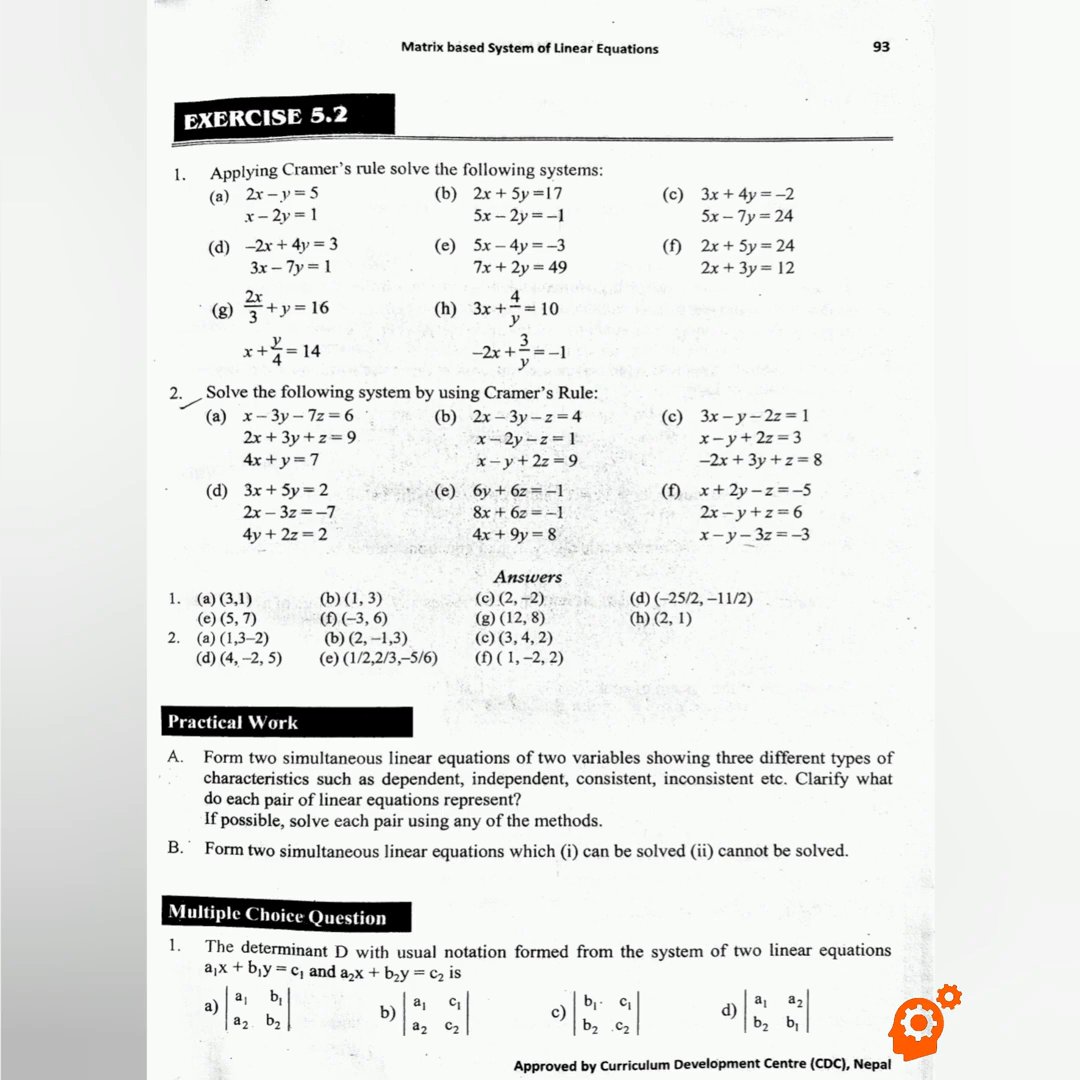 Matrix based System of Linear Equations 93
EXERCISE 5.2
1. Applying Cramer's rule solve the following systems:
(a) 2x – y = 5 (b) 2x + 5y =17 (c) 3x + 4y = –2
x – 2y = 1 5x – 2y = –1 5x – 7y = 24
(d) –2x + 4y = 3 (e) 5x – 4y = –3 (f) 2x + 5y = 24
3x – 7y = 1 7x + 2y = 49 2x + 3y = 12
(g) 2x/3 + y = 16 (h) 3x + 4/y = 10
x + y/4 = 14 –2x + 3/y = –1
2. Solve the following system by using Cramer's Rule:
(a) x – 3y – 7z = 6 (b) 2x – 3y – z = 4 (c) 3x – y – 2z = 1
2x + 3y + z = 9 x – 2y – z = 1 x – y + 2z = 3
4x + y = 7 x – y + 2z = 9 –2x + 3y + z = 8
(d) 3x + 5y = 2 (e) 6y + 6z = –1 (f) x + 2y – z = –5
2x – 3z = –7 8x + 6z = –1 2x – y + z = 6
4y + 2z = 2 4x + 9y = 8 x – y – 3z = –3
Answers
1. (a) (3,1) (b) (1, 3) (c) (2, –2) (d) (–25/2, –11/2)
(e) (5, 7) (f) (–3, 6) (g) (12, 8) (h) (2, 1)
2. (a) (1,3–2) (b) (2, –1,3) (c) (3, 4, 2)
(d) (4, –2, 5) (e) (1/2,2/3,–5/6) (f) ( 1, –2, 2)
Practical Work
A. Form two simultaneous linear equations of two variables showing three different types of
characteristics such as dependent, independent, consistent, inconsistent etc. Clarify what
do each pair of linear equations represent?
If possible, solve each pair using any of the methods.
B. Form two simultaneous linear equations which (i) can be solved (ii) cannot be solved.
Multiple Choice Question
1. The determinant D with usual notation formed from the system of two linear equations
a₁x + b₁y = c₁ and a₂x + b₂y = c₂ is
a) | a₁ b₁ | b) | a₁ c₁ | c) | b₁ c₁ | d) | a₁ a₂ |
| a₂ b₂ | | a₂ c₂ | | b₂ c₂ | | b₂ b₁ |
Approved by Curriculum Development Centre (CDC), Nepal